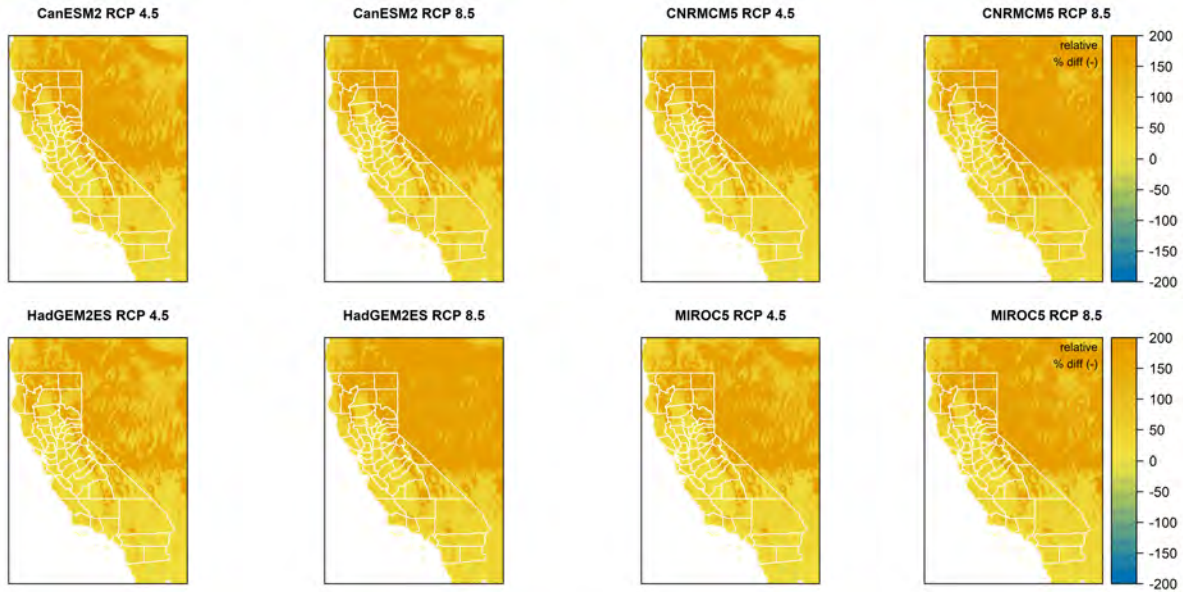 CanESM2 RCP 4.5
CanESM2 RCP 8.5
CNRMCM5 RCP 4.5
CNRMCM5 RCP 8.5
relative
% diff (-)
200
150
100
50
0
-50
-100
-150
-200
HadGEM2ES RCP 4.5
HadGEM2ES RCP 8.5
MIROC5 RCP 4.5
MIROC5 RCP 8.5
relative
% diff (-)
200
150
100
50
0
-50
-100
-150
-200